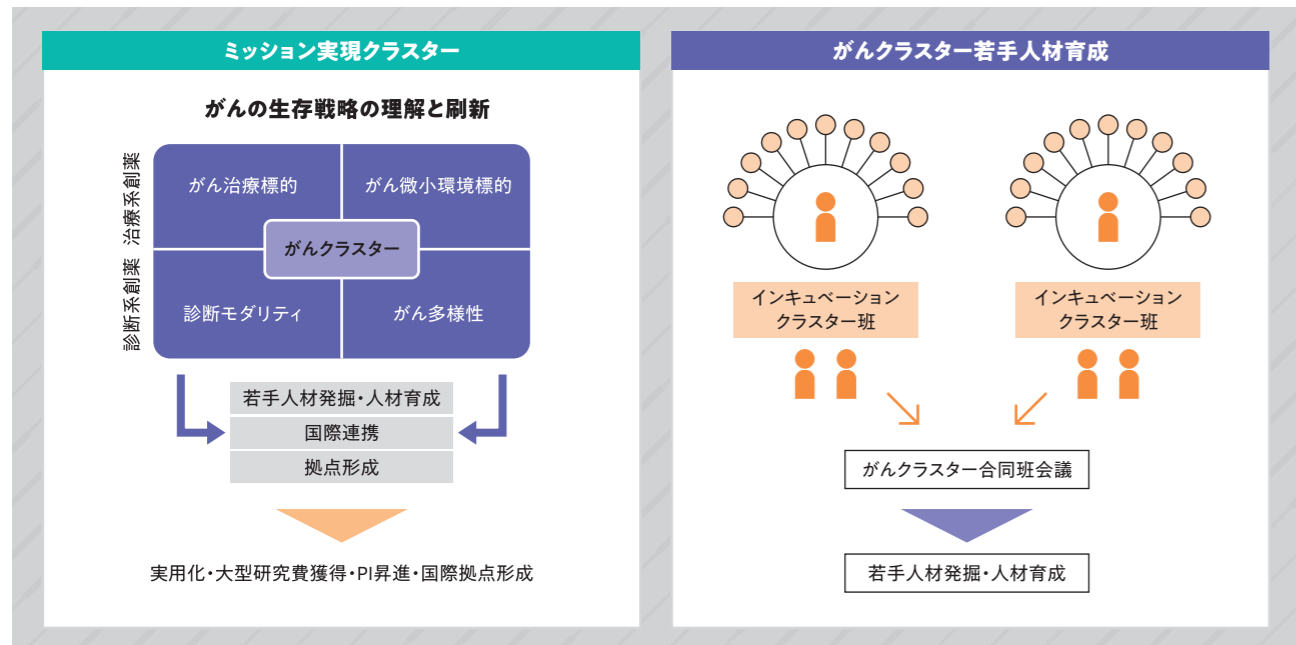 ミッション実現クラスター
がんの生存戦略の理解と刷新
治療系創薬
診断系創薬
がん治療標的
がん微小環境標的
がんクラスター
診断モダリティ
がん多様性
若手人材発掘・人材育成
国際連携
拠点形成
実用化・大型研究費獲得・PI昇進・国際拠点形成
がんクラスター若手人材育成
インキュベーション
クラスター班
インキュベーション
クラスター班
がんクラスター合同班会議
若手人材発掘・人材育成